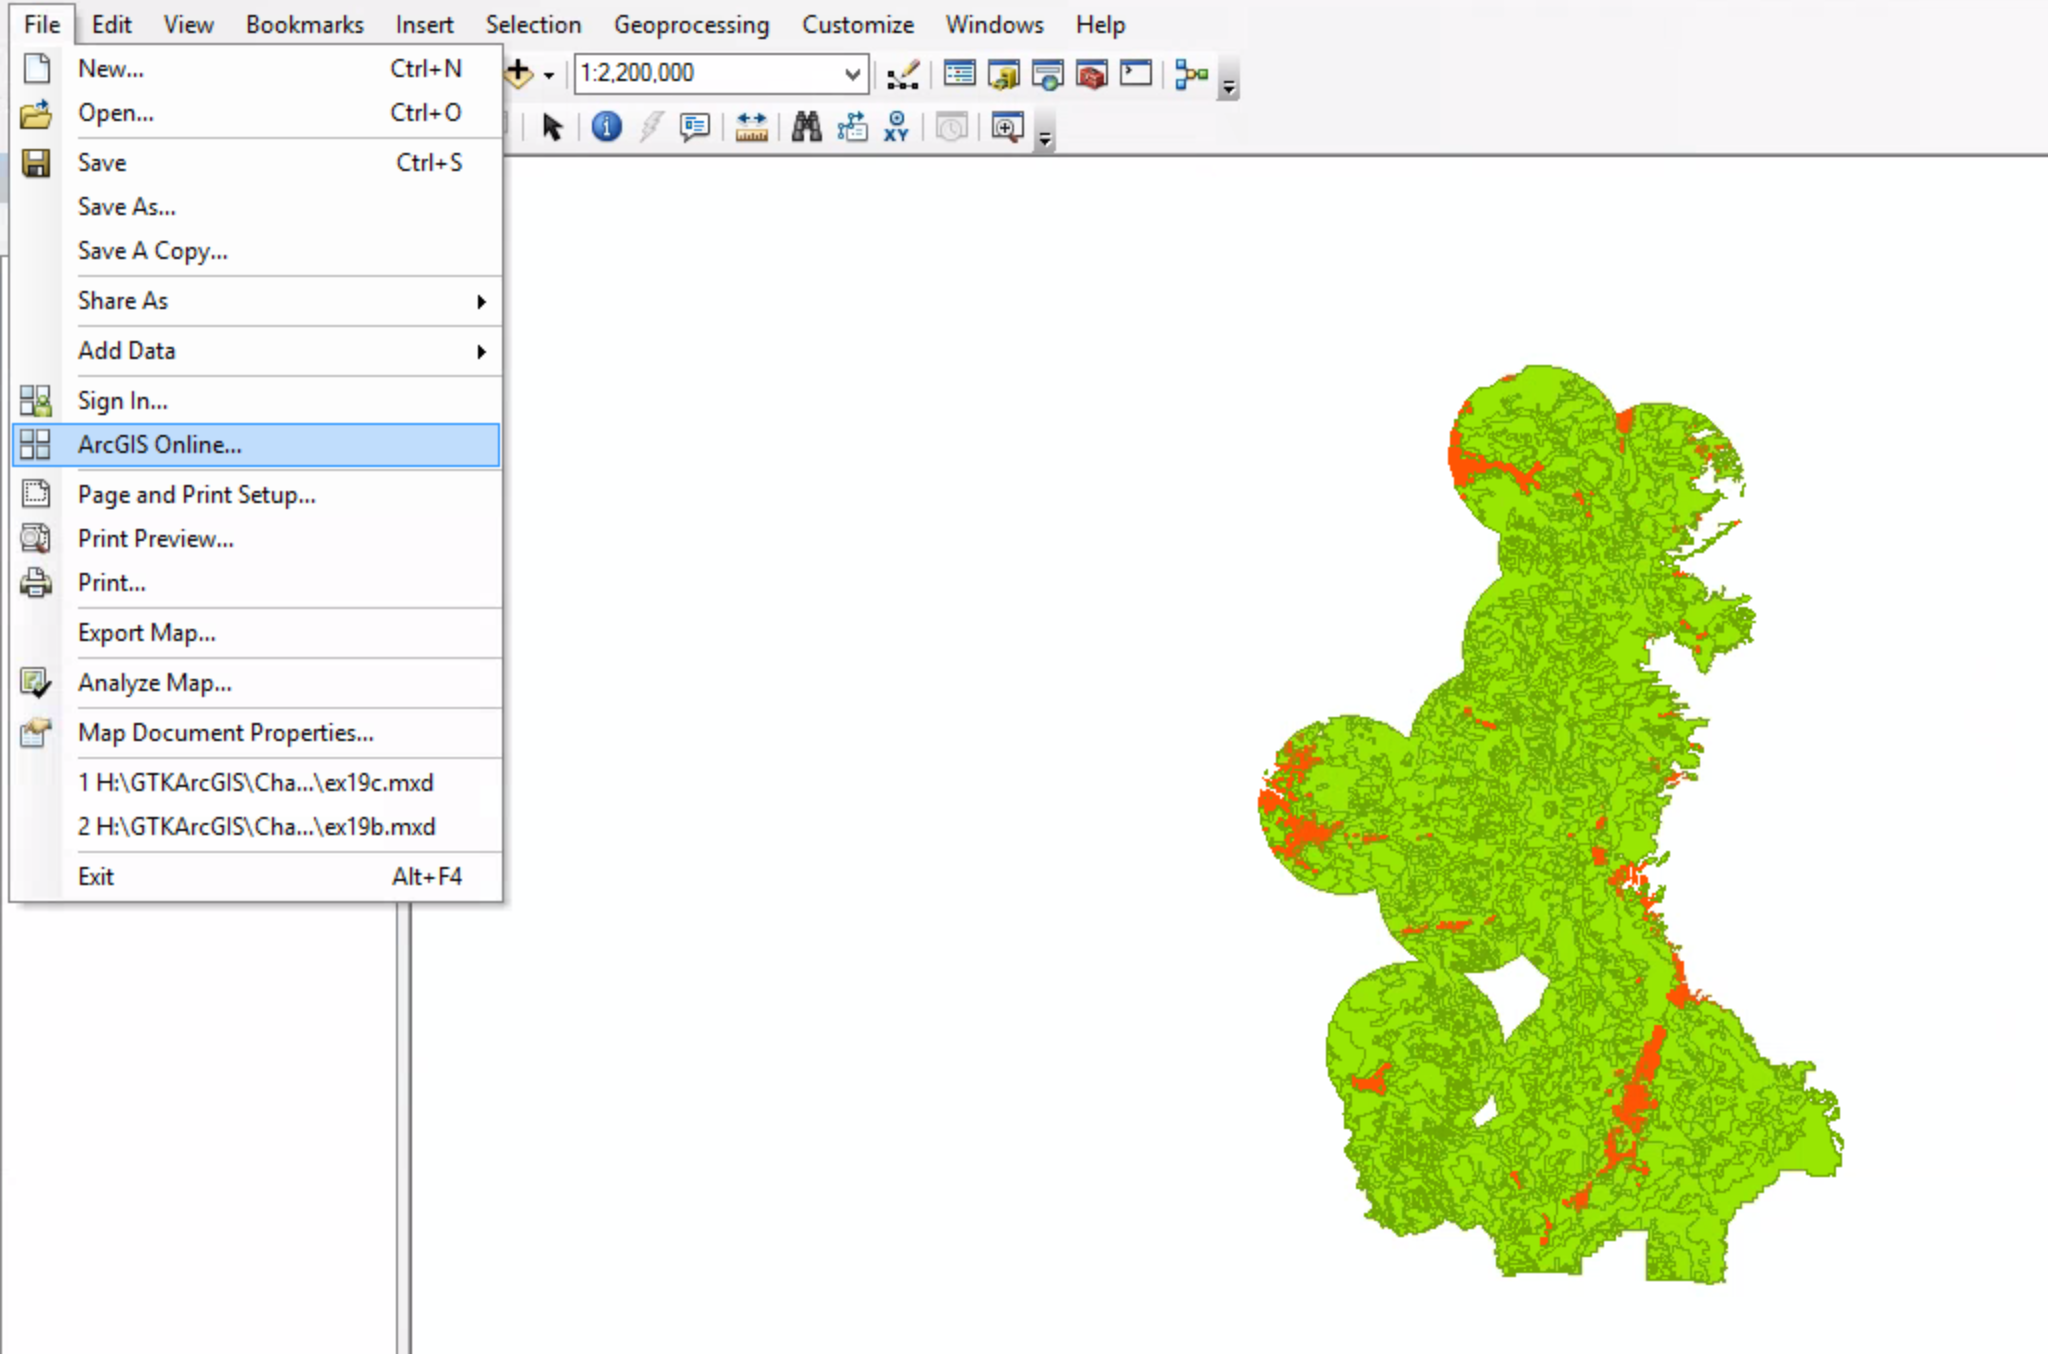 File Edit View Bookmarks Insert Selection Geoprocessing Customize Windows Help
New... Ctrl+N
1:2,200,000
Open... Ctrl+O
XY
Save Ctrl+S
Save As...
Save A Copy...
Share As
Add Data
Sign In...
ArcGIS Online...
Page and Print Setup...
Print Preview...
Print...
Export Map...
Analyze Map...
Map Document Properties...
1 H:\GTKArcGIS\Cha...\ex19c.mxd
2 H:\GTKArcGIS\Cha...\ex19b.mxd
Exit Alt+F4